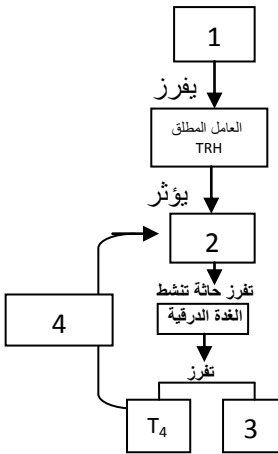 1
يفرز
العامل المطلق
TRH
يؤثر
2
تفرز حاثة تنشط
الغدة الدرقية
4
تفرز
T₄
3